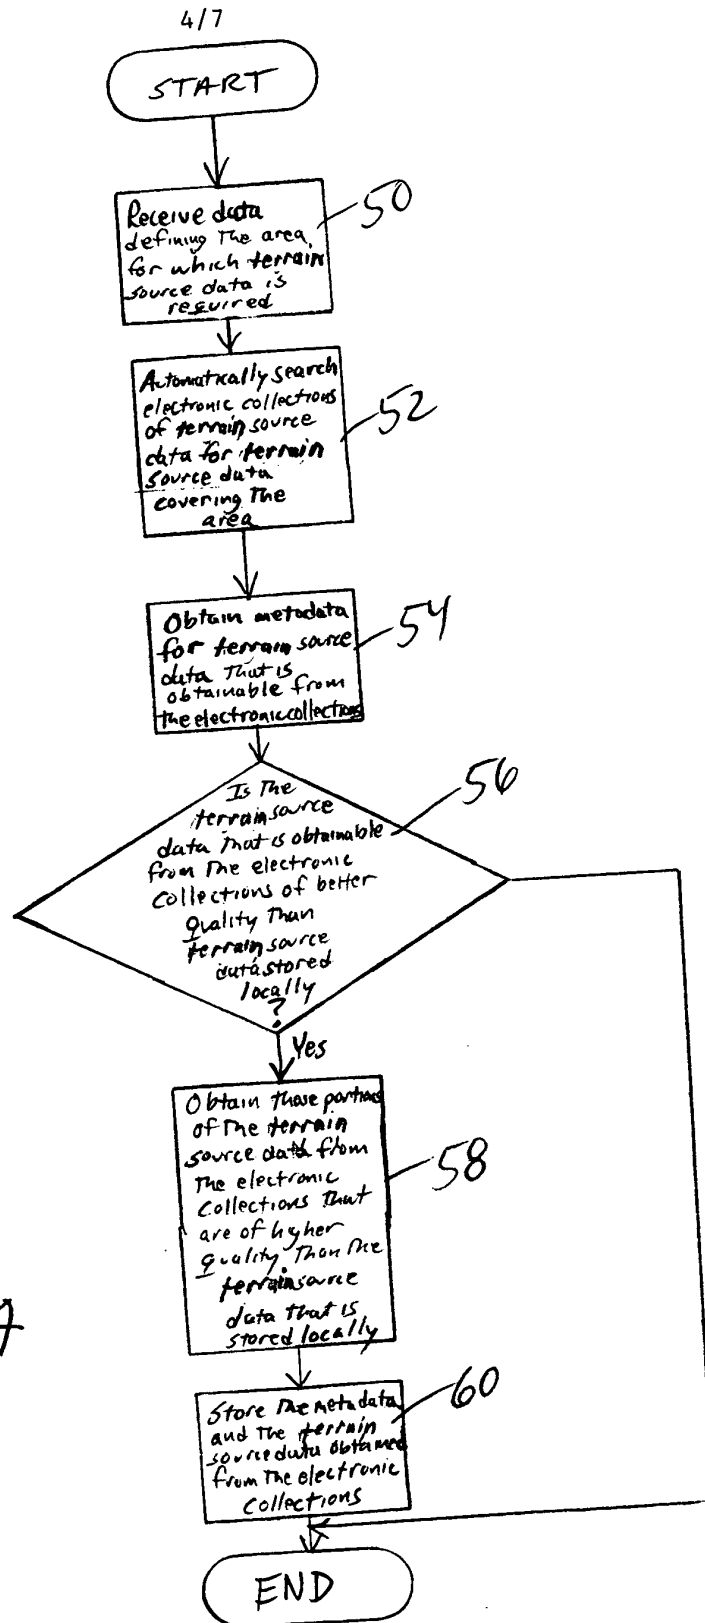 4/7
START
Receive data
defining the area
for which terrain
source data is
required
50
Automatically search
electronic collections
of terrain source
data for terrain
source data
covering the
area
52
Obtain metadata
for terrain source
data that is
obtainable from
the electronic collections
54
Is the
terrain source
data that is obtainable
from the electronic
collections of better
quality than
terrain source
data stored
locally
?
56
Yes
Obtain those portions
of the terrain
source data from
the electronic
collections that
are of higher
quality than the
terrain source
data that is
stored locally
58
Store the metadata
and the terrain
source data obtained
from the electronic
collections
60
END